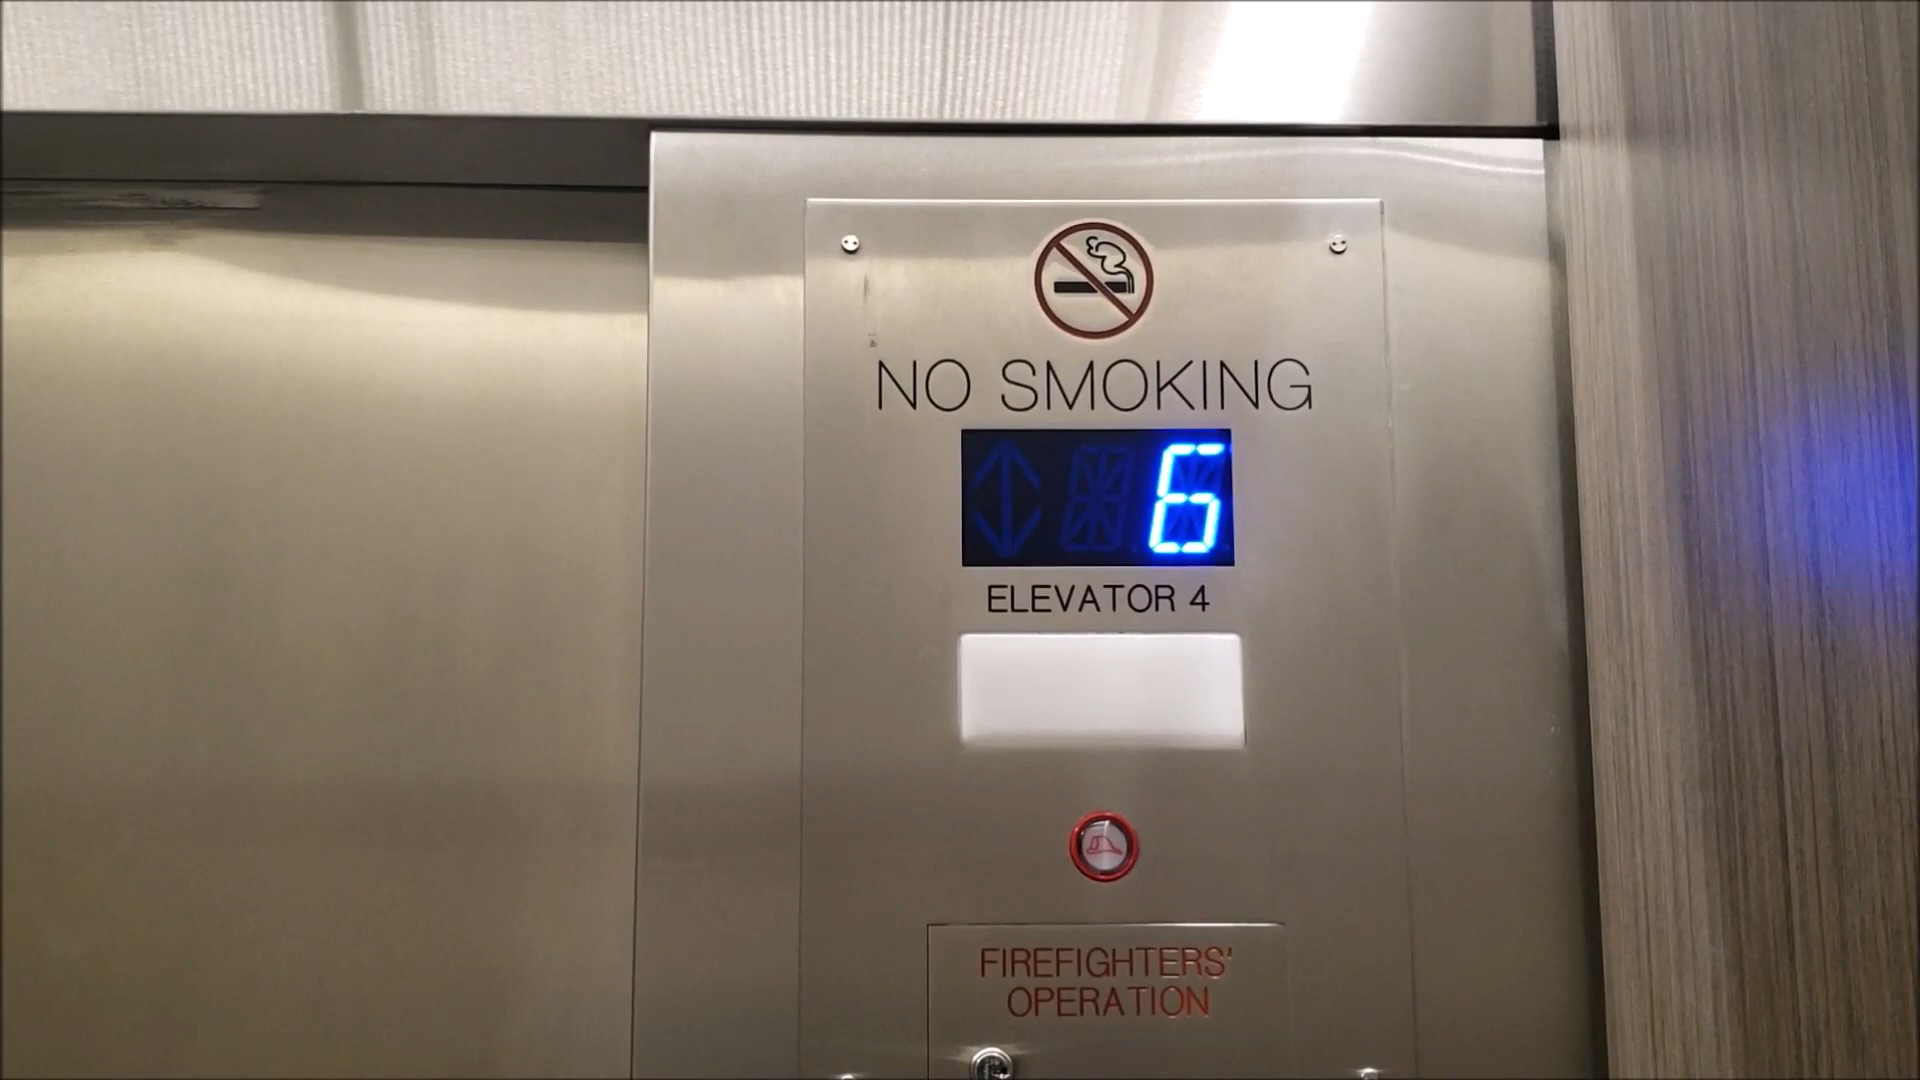 NO SMOKING
6
ELEVATOR 4
FIREFIGHTERS'
OPERATION